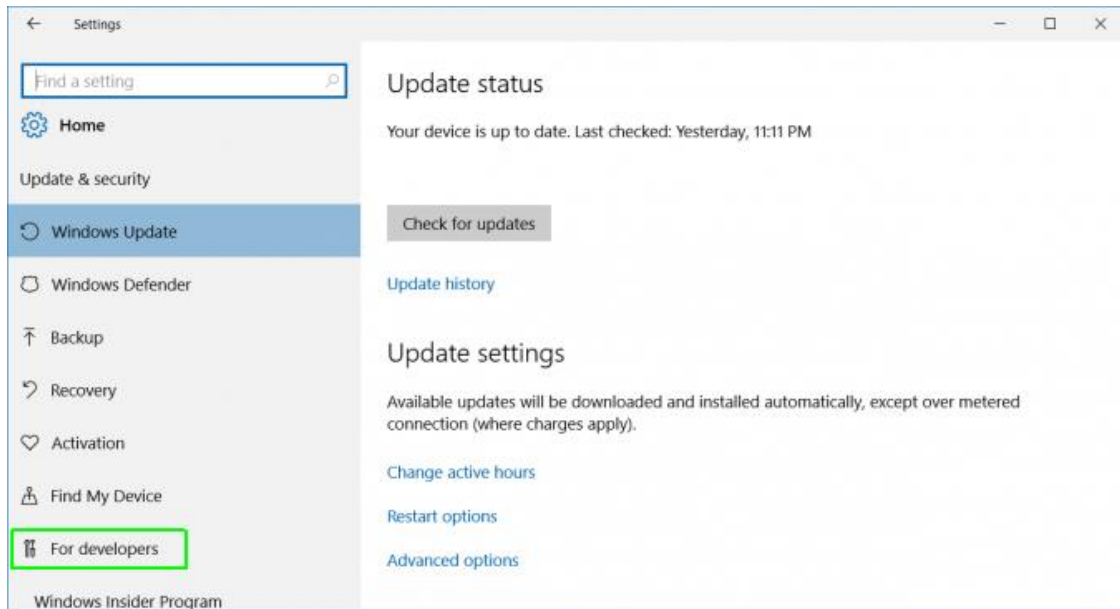 Settings
Find a setting
Home
Update & security
Windows Update
Windows Defender
Backup
Recovery
Activation
Find My Device
For developers
Windows Insider Program
Update status
Your device is up to date. Last checked: Yesterday, 11:11 PM
Check for updates
Update history
Update settings
Available updates will be downloaded and installed automatically, except over metered
connection (where charges apply).
Change active hours
Restart options
Advanced options